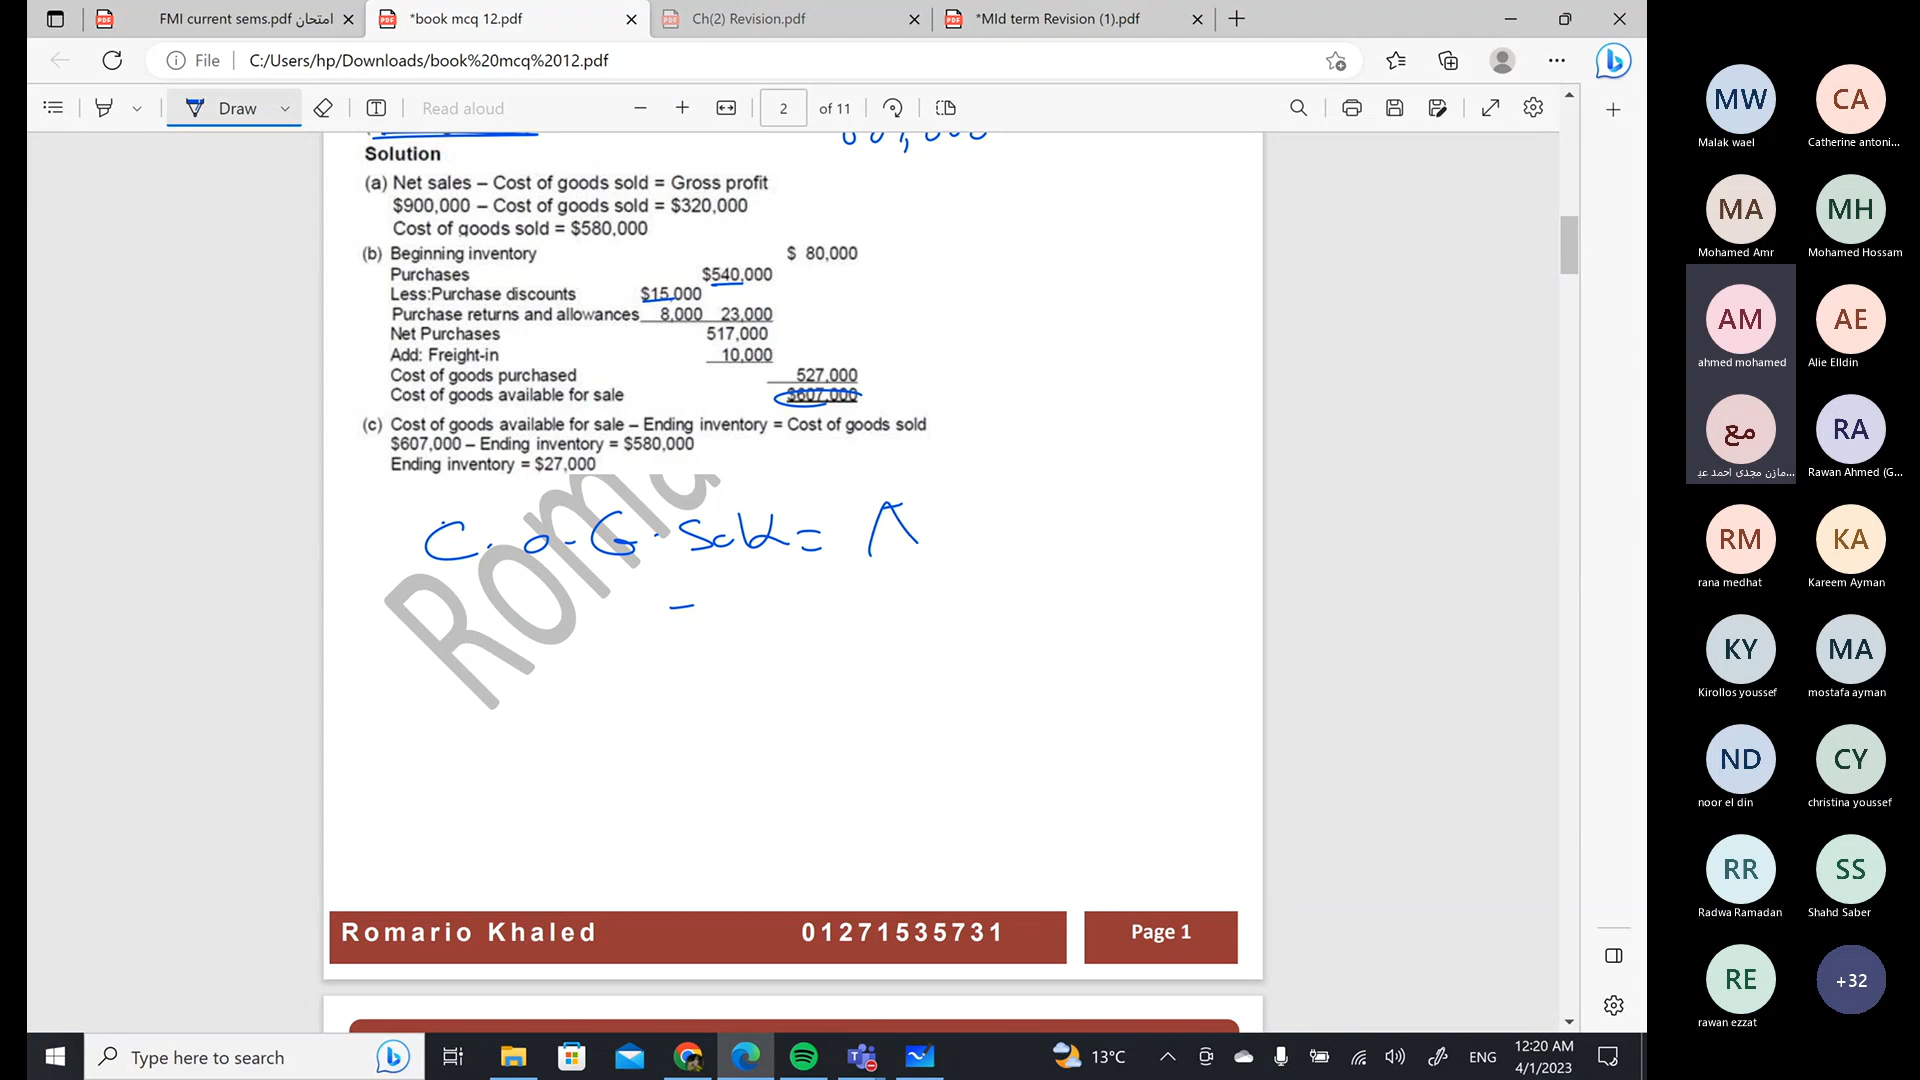 FMI current sems.pdf امتحان
*book mcq 12.pdf
Ch(2) Revision.pdf
*MId term Revision (1).pdf
File
C:/Users/hp/Downloads/book%20mcq%2012.pdf
Draw
Read aloud
2 of 11
Solution
(a) Net sales – Cost of goods sold = Gross profit
$900,000 – Cost of goods sold = $320,000
Cost of goods sold = $580,000
(b) Beginning inventory $ 80,000
Purchases $540,000
Less:Purchase discounts $15,000
Purchase returns and allowances 8,000 23,000
Net Purchases 517,000
Add: Freight-in 10,000
Cost of goods purchased 527,000
Cost of goods available for sale $607,000
(c) Cost of goods available for sale – Ending inventory = Cost of goods sold
$607,000 – Ending inventory = $580,000
Ending inventory = $27,000
C. o. G. Sold = A
-
Roma
Romario Khaled 01271535731 Page 1
MW CA
Malak wael Catherine antoni...
MA MH
Mohamed Amr Mohamed Hossam
AM AE
ahmed mohamed Alie Elldin
مع RA
مازن مجدى احمد عبد... Rawan Ahmed (G...
RM KA
rana medhat Kareem Ayman
KY MA
Kirollos youssef mostafa ayman
ND CY
noor el din christina youssef
RR SS
Radwa Ramadan Shahd Saber
RE +32
rawan ezzat
Type here to search
13°C
ENG
12:20 AM
4/1/2023